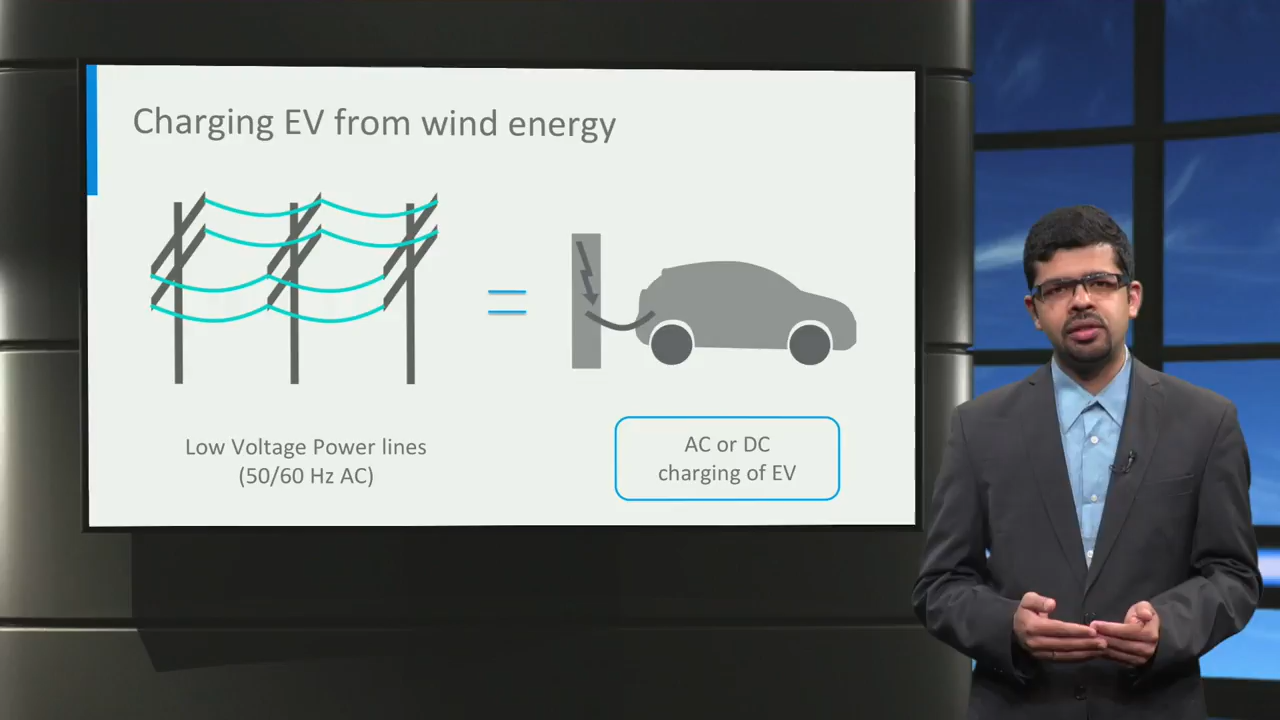 Charging EV from wind energy
Low Voltage Power lines
(50/60 Hz AC)
AC or DC
charging of EV